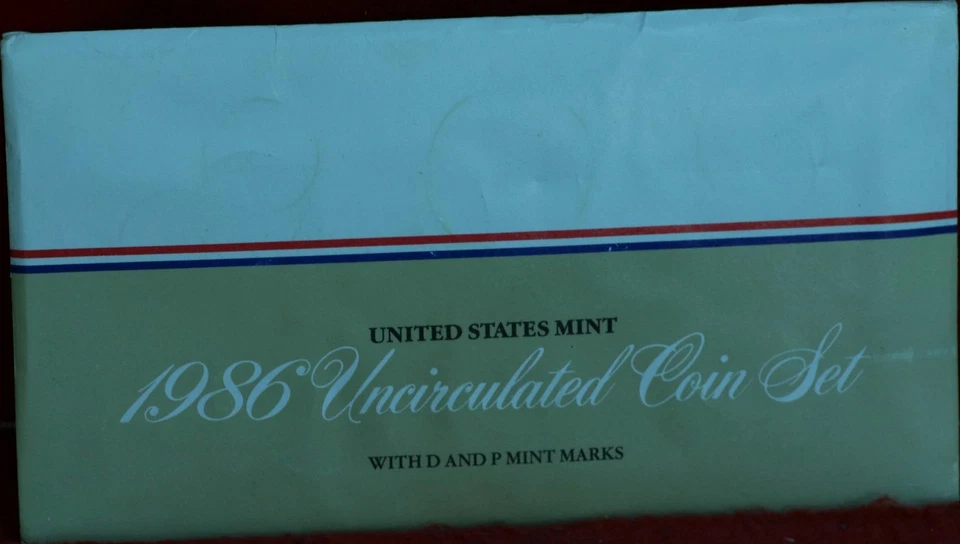 UNITED STATES MINT
1986 Uncirculated Coin Set
WITH D AND P MINT MARKS